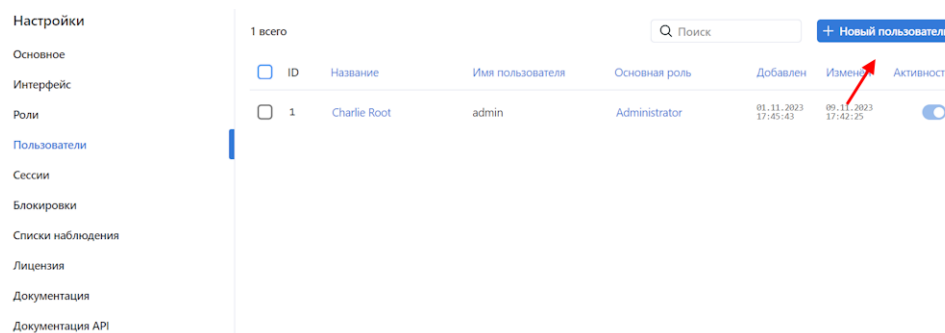 Настройки
Основное
Интерфейс
Роли
Пользователи
Сессии
Блокировки
Списки наблюдения
Лицензия
Документация
Документация API
1 всего
Поиск
+ Новый пользовател
ID Название Имя пользователя Основная роль Добавлен Изменён Активност
1 Charlie Root admin Administrator 01.11.2023 09.11.2023
17:45:43 17:42:25